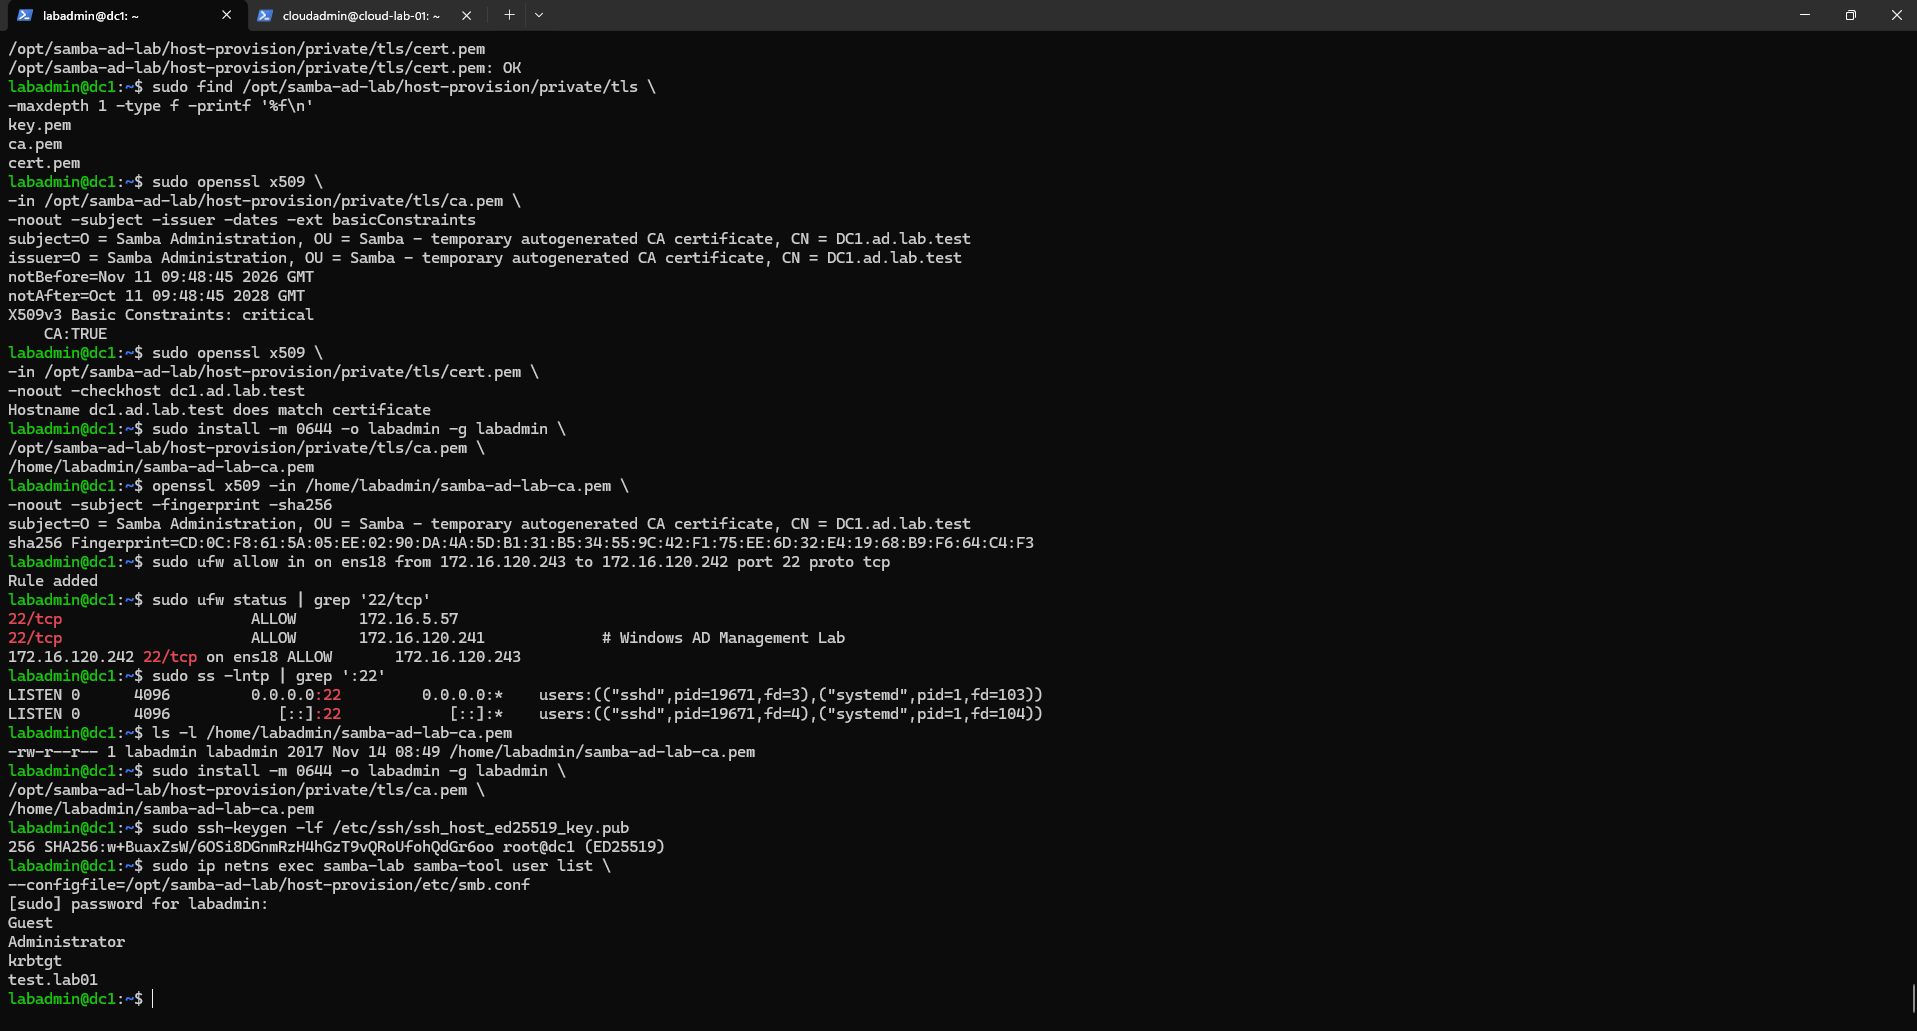 labadmin@dc1: ~
cloudadmin@cloud-lab-01: ~
/opt/samba-ad-lab/host-provision/private/tls/cert.pem
/opt/samba-ad-lab/host-provision/private/tls/cert.pem: OK
labadmin@dc1:~$ sudo find /opt/samba-ad-lab/host-provision/private/tls \
-maxdepth 1 -type f -printf '%f\n'
key.pem
ca.pem
cert.pem
labadmin@dc1:~$ sudo openssl x509 \
-in /opt/samba-ad-lab/host-provision/private/tls/ca.pem \
-noout -subject -issuer -dates -ext basicConstraints
subject=O = Samba Administration, OU = Samba - temporary autogenerated CA certificate, CN = DC1.ad.lab.test
issuer=O = Samba Administration, OU = Samba - temporary autogenerated CA certificate, CN = DC1.ad.lab.test
notBefore=Nov 11 09:48:45 2026 GMT
notAfter=Oct 11 09:48:45 2028 GMT
X509v3 Basic Constraints: critical
    CA:TRUE
labadmin@dc1:~$ sudo openssl x509 \
-in /opt/samba-ad-lab/host-provision/private/tls/cert.pem \
-noout -checkhost dc1.ad.lab.test
Hostname dc1.ad.lab.test does match certificate
labadmin@dc1:~$ sudo install -m 0644 -o labadmin -g labadmin \
/opt/samba-ad-lab/host-provision/private/tls/ca.pem \
/home/labadmin/samba-ad-lab-ca.pem
labadmin@dc1:~$ openssl x509 -in /home/labadmin/samba-ad-lab-ca.pem \
-noout -subject -fingerprint -sha256
subject=O = Samba Administration, OU = Samba - temporary autogenerated CA certificate, CN = DC1.ad.lab.test
sha256 Fingerprint=CD:0C:F8:61:5A:05:EE:02:90:DA:4A:5D:B1:31:B5:34:55:9C:42:F1:75:EE:6D:32:E4:19:68:B9:F6:64:C4:F3
labadmin@dc1:~$ sudo ufw allow in on ens18 from 172.16.120.243 to 172.16.120.242 port 22 proto tcp
Rule added
labadmin@dc1:~$ sudo ufw status | grep '22/tcp'
22/tcp                     ALLOW       172.16.5.57
22/tcp                     ALLOW       172.16.120.241             # Windows AD Management Lab
172.16.120.242 22/tcp on ens18 ALLOW       172.16.120.243
labadmin@dc1:~$ sudo ss -lntp | grep ':22'
LISTEN 0      4096         0.0.0.0:22         0.0.0.0:*    users:(("sshd",pid=19671,fd=3),("systemd",pid=1,fd=103))
LISTEN 0      4096            [::]:22            [::]:*    users:(("sshd",pid=19671,fd=4),("systemd",pid=1,fd=104))
labadmin@dc1:~$ ls -l /home/labadmin/samba-ad-lab-ca.pem
-rw-r--r-- 1 labadmin labadmin 2017 Nov 14 08:49 /home/labadmin/samba-ad-lab-ca.pem
labadmin@dc1:~$ sudo install -m 0644 -o labadmin -g labadmin \
/opt/samba-ad-lab/host-provision/private/tls/ca.pem \
/home/labadmin/samba-ad-lab-ca.pem
labadmin@dc1:~$ sudo ssh-keygen -lf /etc/ssh/ssh_host_ed25519_key.pub
256 SHA256:w+BuaxZsW/6OSi8DGnmRzH4hGzT9vQRoUfohQdGr6oo root@dc1 (ED25519)
labadmin@dc1:~$ sudo ip netns exec samba-lab samba-tool user list \
--configfile=/opt/samba-ad-lab/host-provision/etc/smb.conf
[sudo] password for labadmin:
Guest
Administrator
krbtgt
test.lab01
labadmin@dc1:~$